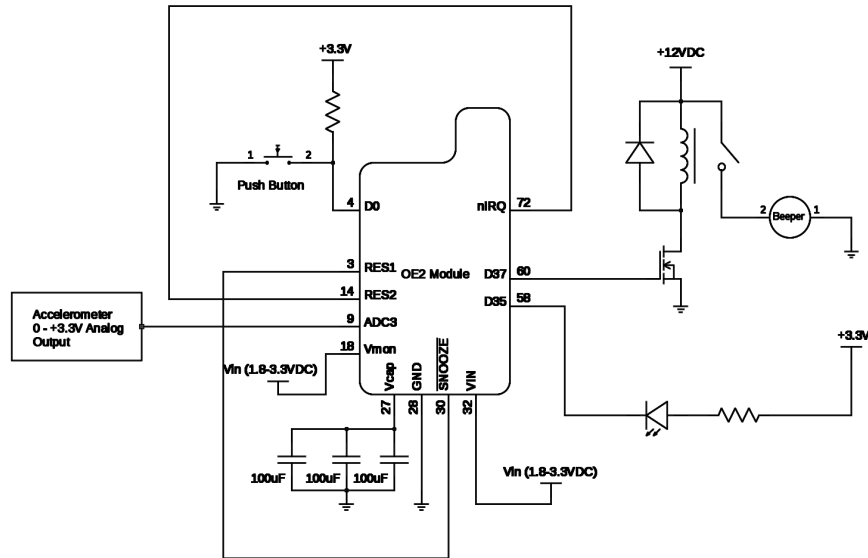 +3.3V
+12VDC
1
2
Push Button
4
D0
nIRQ
72
2
Beeper
1
3
RES1
OE2 Module
D37
60
14
RES2
D35
58
Accelerometer
0 - +3.3V Analog
Output
9
ADC3
+3.3V
18
Vmon
Vin (1.8-3.3VDC)
Vcap
GND
SNOOZE
VIN
27
28
30
32
100uF
100uF
100uF
Vin (1.8-3.3VDC)